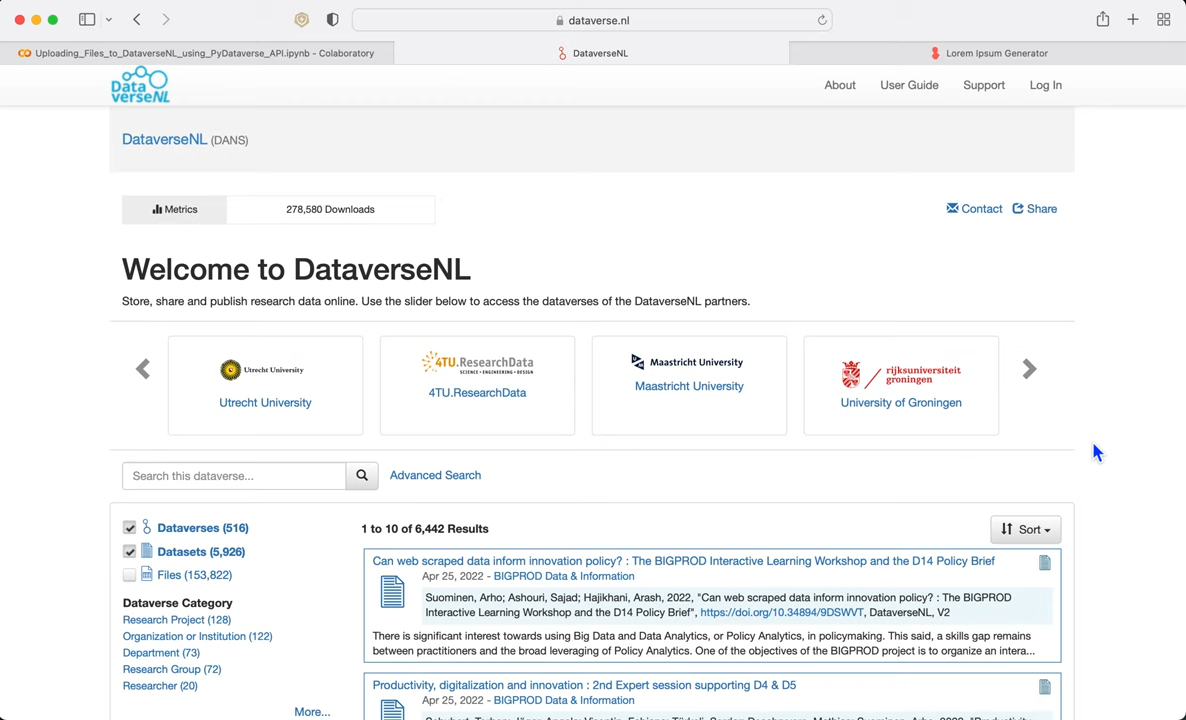 dataverse.nl
Uploading_Files_to_DataverseNL_using_PyDataverse_API.ipynb - Colaboratory
DataverseNL
Lorem Ipsum Generator
Data
verseNL
About
User Guide
Support
Log In
DataverseNL (DANS)
Metrics
278,580 Downloads
Contact
Share
Welcome to DataverseNL
Store, share and publish research data online. Use the slider below to access the dataverses of the DataverseNL partners.
Utrecht University
Utrecht University
4TU.ResearchData
SCIENCE • ENGINEERING • DESIGN
4TU.ResearchData
Maastricht University
Maastricht University
rijksuniversiteit
groningen
University of Groningen
Search this dataverse...
Advanced Search
Dataverses (516)
Datasets (5,926)
Files (153,822)
Dataverse Category
Research Project (128)
Organization or Institution (122)
Department (73)
Research Group (72)
Researcher (20)
More...
1 to 10 of 6,442 Results
Sort
Can web scraped data inform innovation policy? : The BIGPROD Interactive Learning Workshop and the D14 Policy Brief
Apr 25, 2022 - BIGPROD Data & Information
Suominen, Arho; Ashouri, Sajad; Hajikhani, Arash, 2022, "Can web scraped data inform innovation policy? : The BIGPROD
Interactive Learning Workshop and the D14 Policy Brief", https://doi.org/10.34894/9DSWVT, DataverseNL, V2
There is significant interest towards using Big Data and Data Analytics, or Policy Analytics, in policymaking. This said, a skills gap remains
between practitioners and the broad leveraging of Policy Analytics. One of the objectives of the BIGPROD project is to organize an intera...
Productivity, digitalization and innovation : 2nd Expert session supporting D4 & D5
Apr 25, 2022 - BIGPROD Data & Information